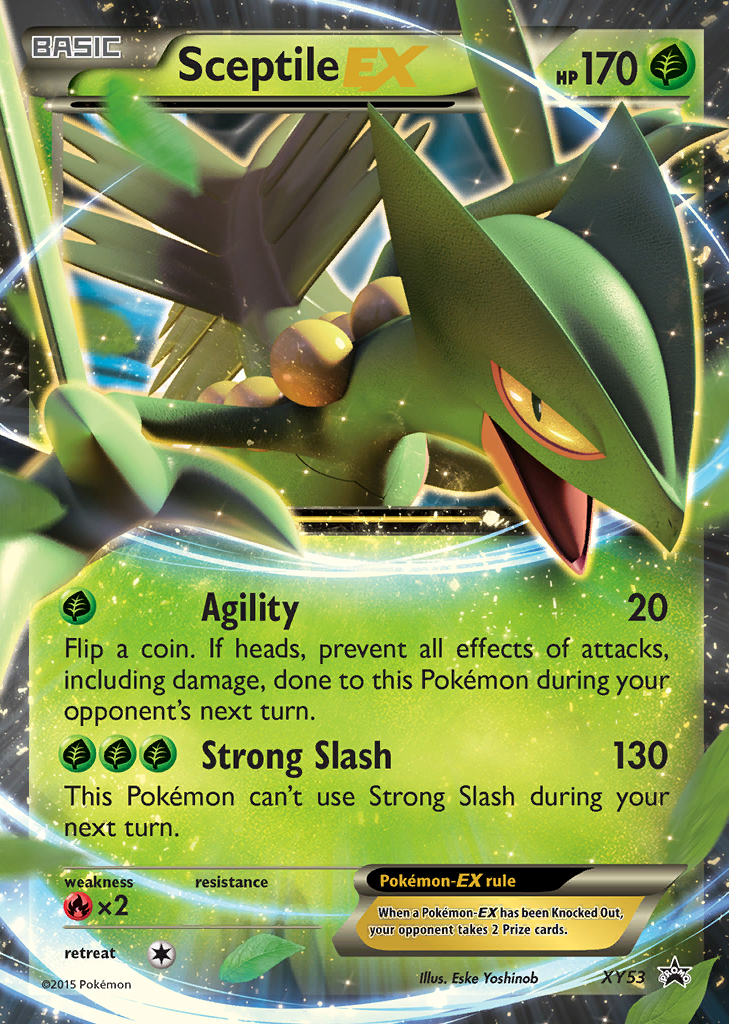 BASIC
Sceptile EX
HP 170
Agility 20
Flip a coin. If heads, prevent all effects of attacks,
including damage, done to this Pokémon during your
opponent's next turn.
Strong Slash 130
This Pokémon can't use Strong Slash during your
next turn.
weakness resistance
×2
Pokémon-EX rule
When a Pokémon-EX has been Knocked Out,
your opponent takes 2 Prize cards.
retreat
©2015 Pokémon
Illus. Eske Yoshinob
XY53
PROMO